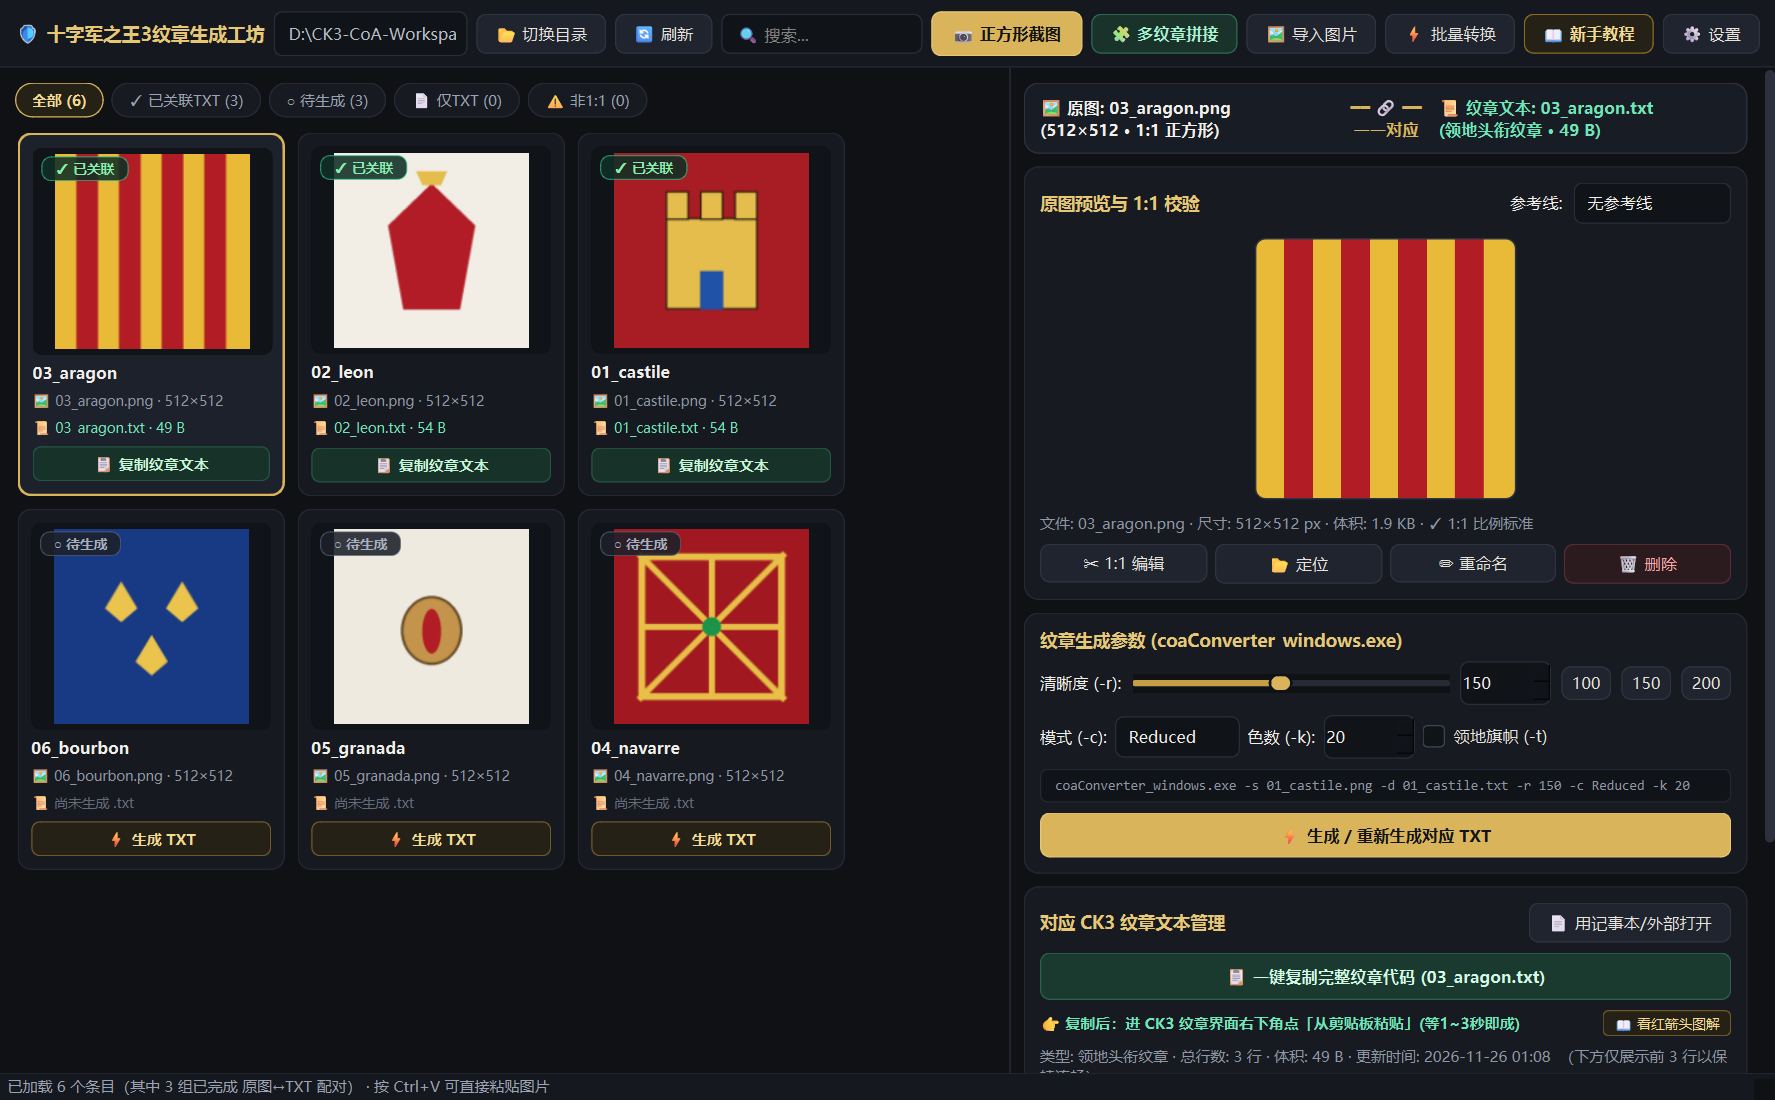 十字军之王3纹章生成工坊
D:\CK3-CoA-Workspa
切换目录
刷新
搜索...
正方形截图
多纹章拼接
导入图片
批量转换
新手教程
设置
全部 (6)
✓ 已关联TXT (3)
○ 待生成 (3)
仅TXT (0)
非1:1 (0)
✓ 已关联
03_aragon
03_aragon.png · 512×512
03_aragon.txt · 49 B
复制纹章文本
✓ 已关联
02_leon
02_leon.png · 512×512
02_leon.txt · 54 B
复制纹章文本
✓ 已关联
01_castile
01_castile.png · 512×512
01_castile.txt · 54 B
复制纹章文本
○ 待生成
06_bourbon
06_bourbon.png · 512×512
尚未生成 .txt
生成 TXT
○ 待生成
05_granada
05_granada.png · 512×512
尚未生成 .txt
生成 TXT
○ 待生成
04_navarre
04_navarre.png · 512×512
尚未生成 .txt
生成 TXT
原图: 03_aragon.png
(512×512 • 1:1 正方形)
——对应
纹章文本: 03_aragon.txt
(领地头衔纹章 • 49 B)
原图预览与 1:1 校验
参考线:
无参考线
文件: 03_aragon.png · 尺寸: 512×512 px · 体积: 1.9 KB · ✓ 1:1 比例标准
1:1 编辑
定位
重命名
删除
纹章生成参数 (coaConverter_windows.exe)
清晰度 (-r):
150
100
150
200
模式 (-c):
Reduced
色数 (-k):
20
领地旗帜 (-t)
coaConverter_windows.exe -s 01_castile.png -d 01_castile.txt -r 150 -c Reduced -k 20
生成 / 重新生成对应 TXT
对应 CK3 纹章文本管理
用记事本/外部打开
一键复制完整纹章代码 (03_aragon.txt)
复制后：进 CK3 纹章界面右下角点「从剪贴板粘贴」(等1~3秒即成)
看红箭头图解
类型: 领地头衔纹章 · 总行数: 3 行 · 体积: 49 B · 更新时间: 2026-11-26 01:08 (下方仅展示前 3 行以保
已加载 6 个条目（其中 3 组已完成 原图↔TXT 配对） · 按 Ctrl+V 可直接粘贴图片